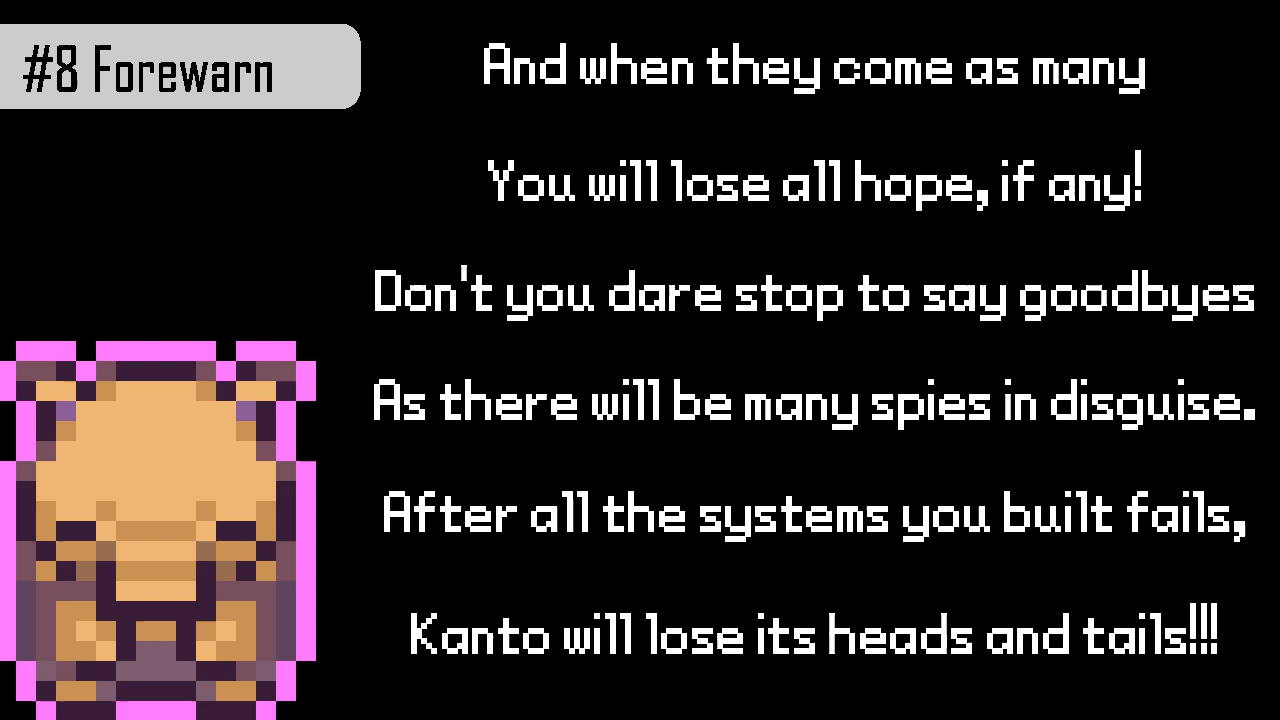 #8 Forewarn
And when they come as many
You will lose all hope, if any!
Don't you dare stop to say goodbyes
As there will be many spies in disguise.
After all the systems you built fails,
Kanto will lose its heads and tails!!!